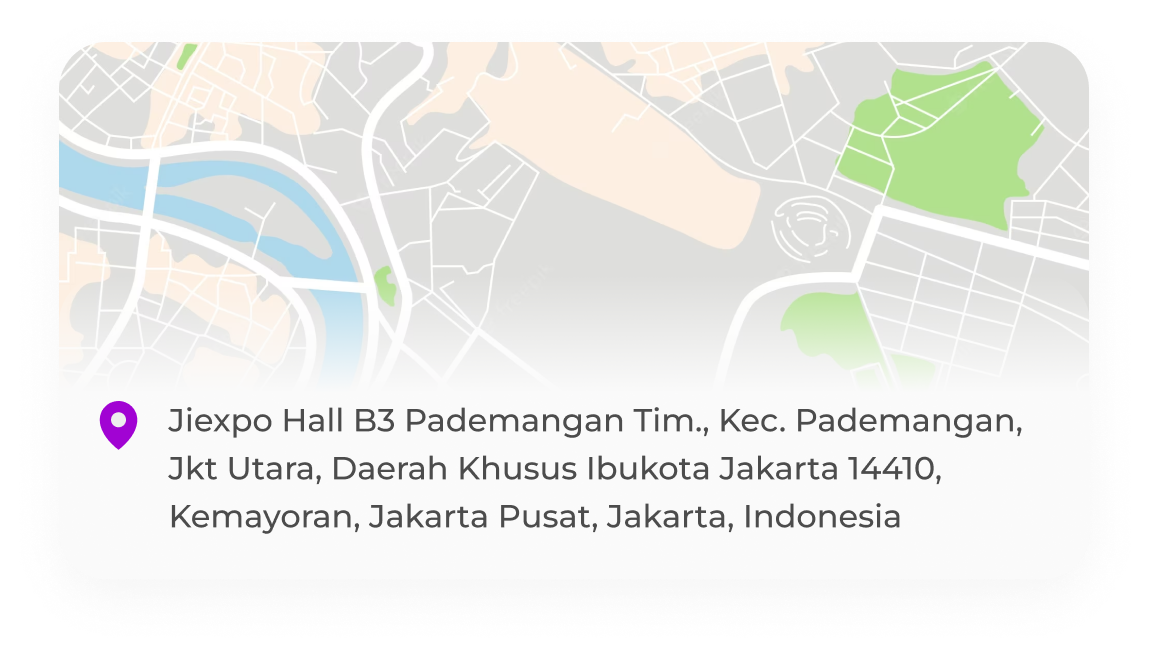 Jiexpo Hall B3 Pademangan Tim., Kec. Pademangan,
Jkt Utara, Daerah Khusus Ibukota Jakarta 14410,
Kemayoran, Jakarta Pusat, Jakarta, Indonesia